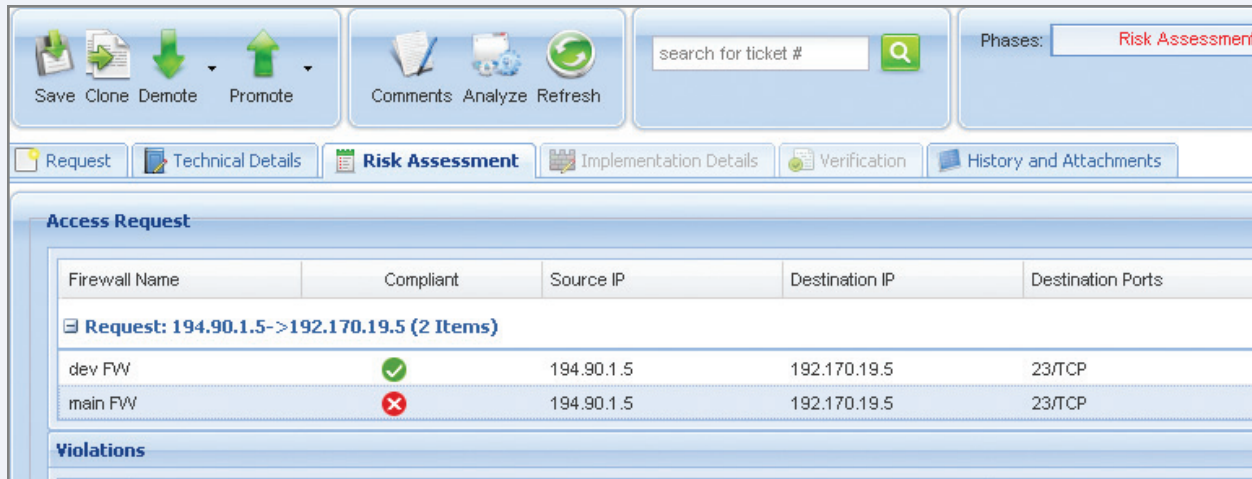 Save Clone Demote Promote
Comments Analyze Refresh
search for ticket #
Phases: Risk Assessment
Request Technical Details Risk Assessment Implementation Details Verification History and Attachments
Access Request
Firewall Name Compliant Source IP Destination IP Destination Ports
Request: 194.90.1.5->192.170.19.5 (2 Items)
dev FW 194.90.1.5 192.170.19.5 23/TCP
main FW 194.90.1.5 192.170.19.5 23/TCP
Violations